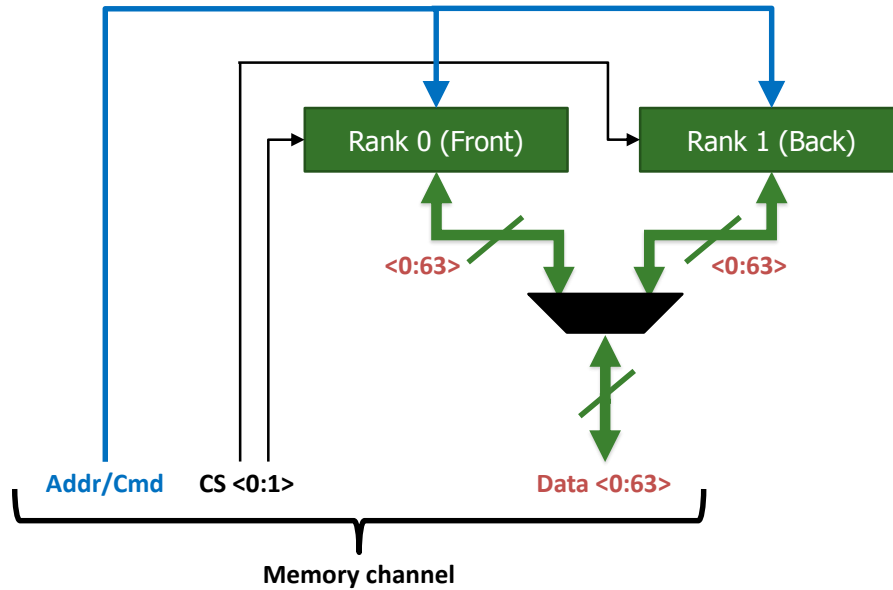 Rank 0 (Front)
Rank 1 (Back)
<0:63>
<0:63>
Addr/Cmd
CS <0:1>
Data <0:63>
Memory channel